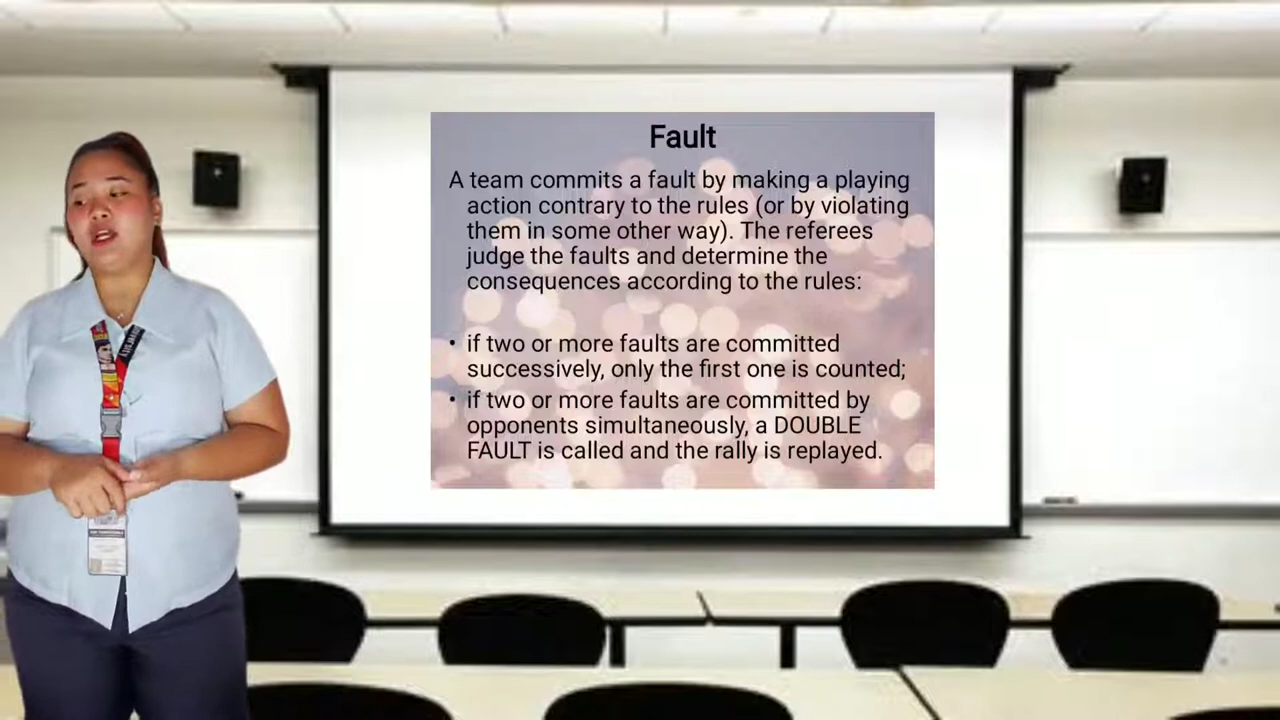 Fault
A team commits a fault by making a playing
action contrary to the rules (or by violating
them in some other way). The referees
judge the faults and determine the
consequences according to the rules:
• if two or more faults are committed
successively, only the first one is counted;
• if two or more faults are committed by
opponents simultaneously, a DOUBLE
FAULT is called and the rally is replayed.